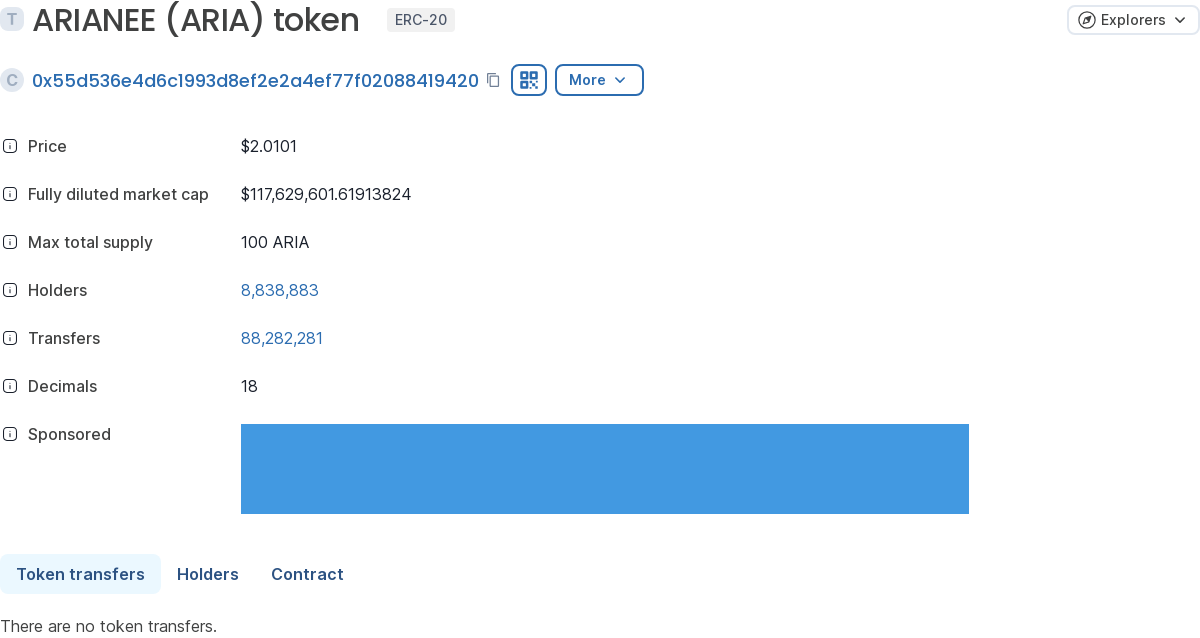 T ARIANEE (ARIA) token ERC-20 Explorers
C 0x55d536e4d6c1993d8ef2e2a4ef77f02088419420 More
Price $2.0101
Fully diluted market cap $117,629,601.61913824
Max total supply 100 ARIA
Holders 8,838,883
Transfers 88,282,281
Decimals 18
Sponsored
Token transfers Holders Contract
There are no token transfers.